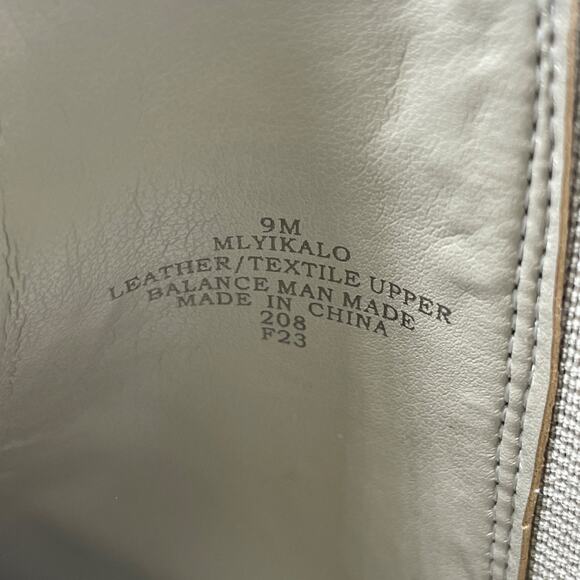 9M
MLYIKALO
LEATHER/TEXTILE UPPER
BALANCE MAN MADE
MADE IN CHINA
208
F23